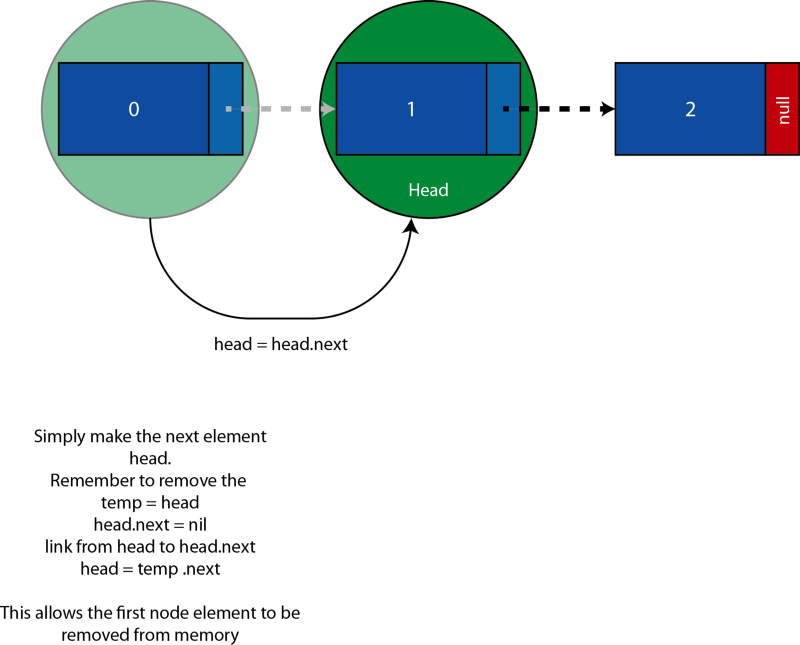 0
1
2
null
Head
head = head.next
Simply make the next element
head.
Remember to remove the
temp = head
head.next = nil
link from head to head.next
head = temp .next
This allows the first node element to be
removed from memory